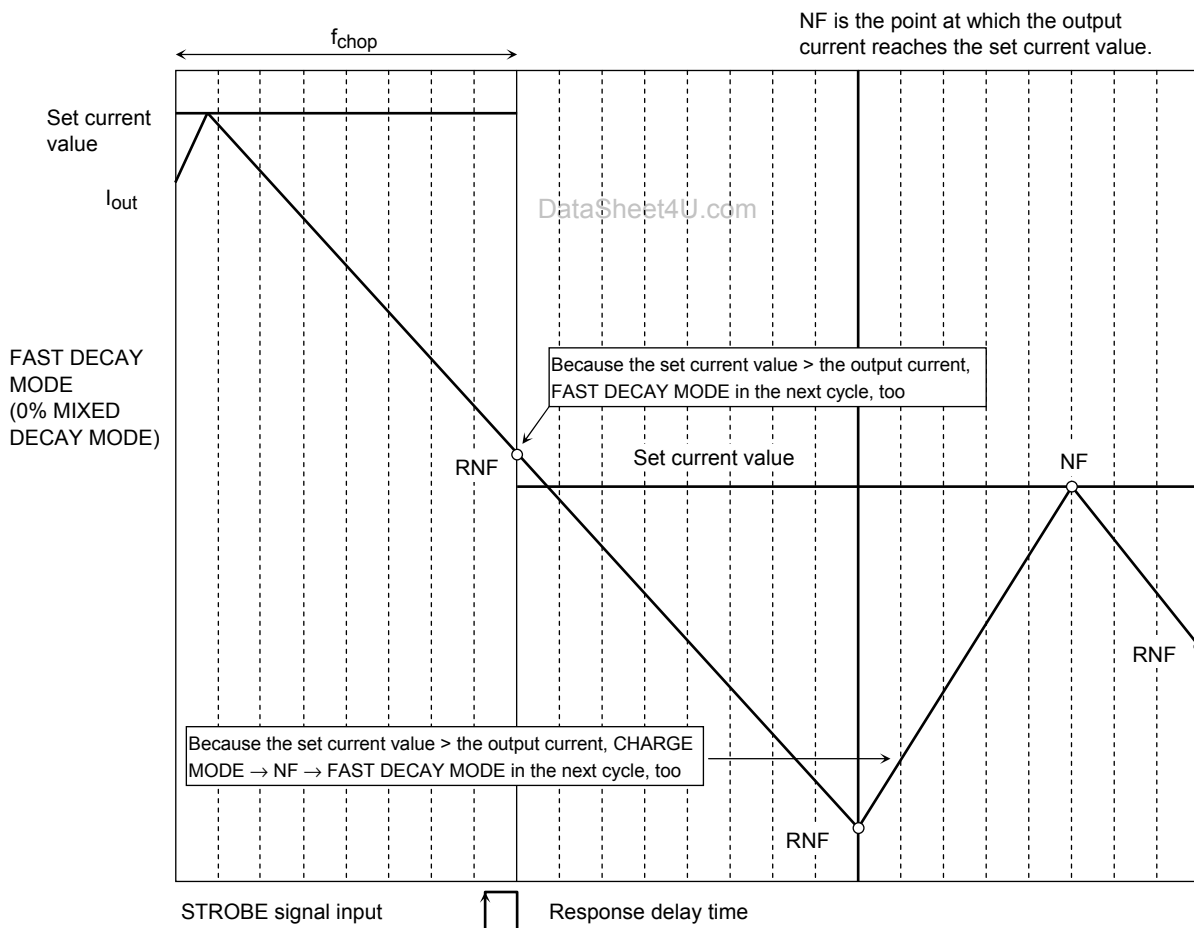 NF is the point at which the output
current reaches the set current value.
fchop
Set current
value
Iout
DataSheet4U.com
FAST DECAY
MODE
(0% MIXED
DECAY MODE)
Because the set current value > the output current,
FAST DECAY MODE in the next cycle, too
RNF
Set current value
NF
RNF
Because the set current value > the output current, CHARGE
MODE → NF → FAST DECAY MODE in the next cycle, too
RNF
STROBE signal input
Response delay time